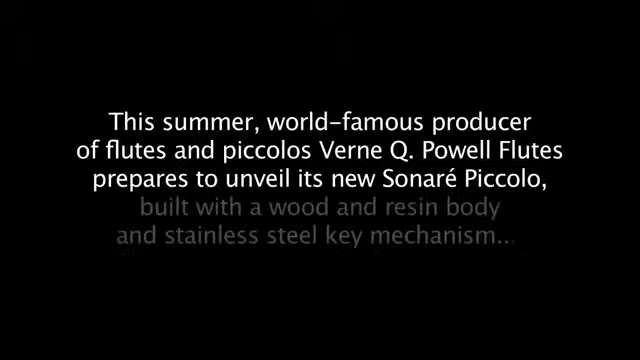 This summer, world-famous producer
of flutes and piccolos Verne Q. Powell Flutes
prepares to unveil its new Sonaré Piccolo,
built with a wood and resin body
and stainless steel key mechanism...